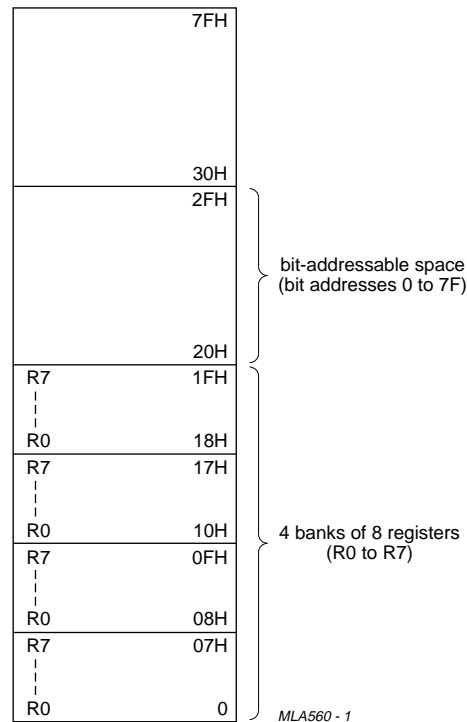 7FH
30H
2FH
bit-addressable space
(bit addresses 0 to 7F)
20H
R7 1FH
R0 18H
R7 17H
R0 10H
4 banks of 8 registers
(R0 to R7)
R7 0FH
R0 08H
R7 07H
R0 0
MLA560 - 1